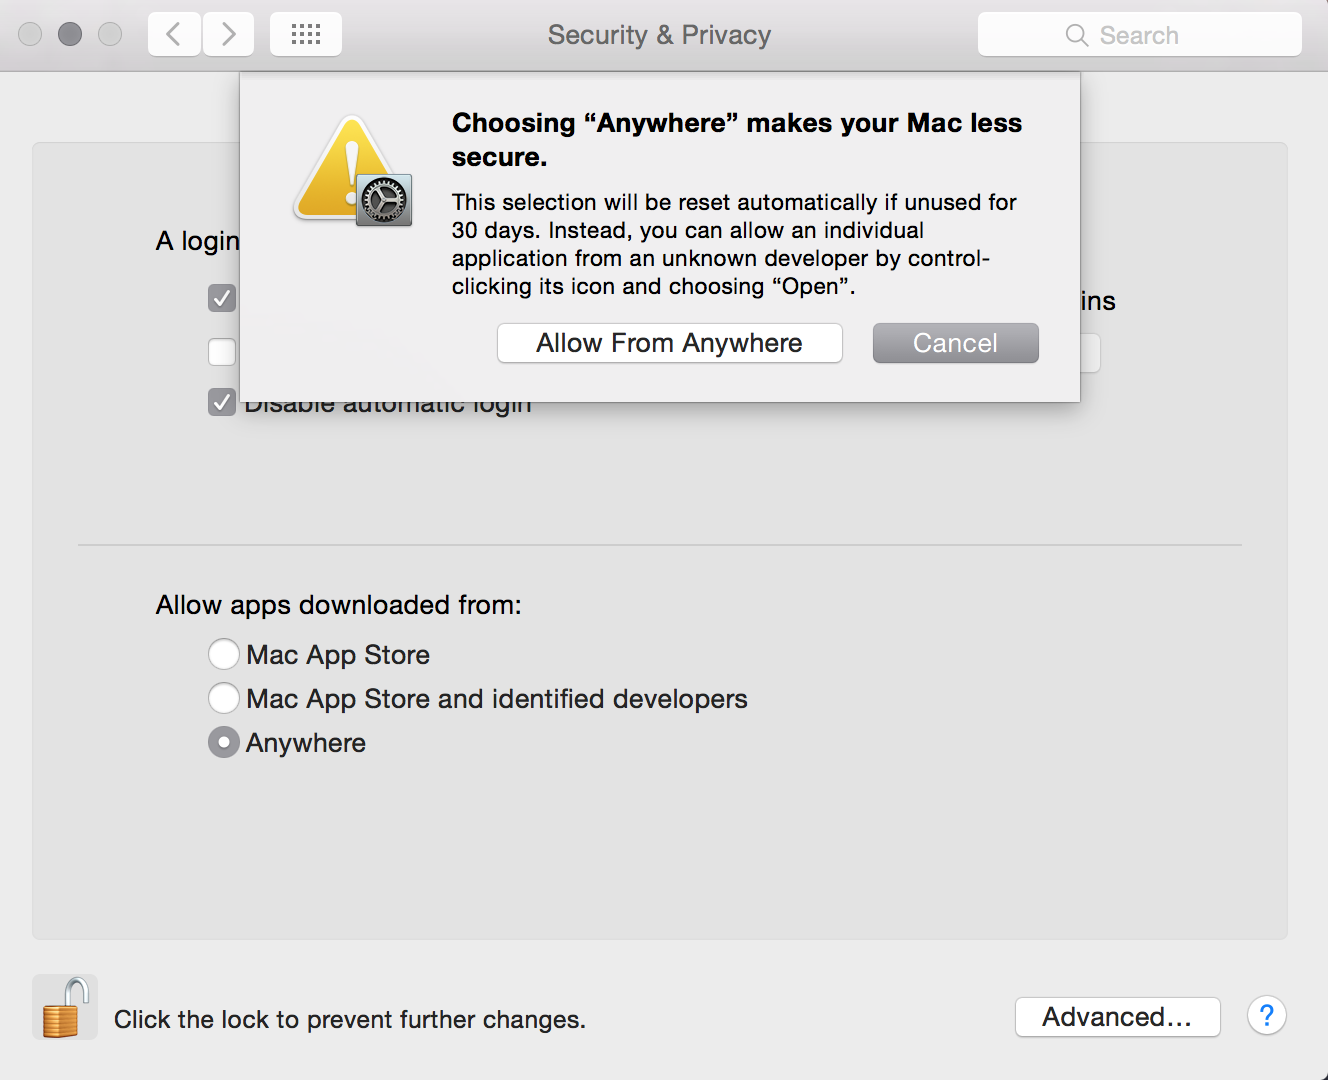 Security & Privacy
Search
Choosing “Anywhere” makes your Mac less
secure.
This selection will be reset automatically if unused for
30 days. Instead, you can allow an individual
application from an unknown developer by control-
clicking its icon and choosing “Open”.
Allow From Anywhere
Cancel
A login
ins
Disable automatic login
Allow apps downloaded from:
Mac App Store
Mac App Store and identified developers
Anywhere
Click the lock to prevent further changes.
Advanced...
?